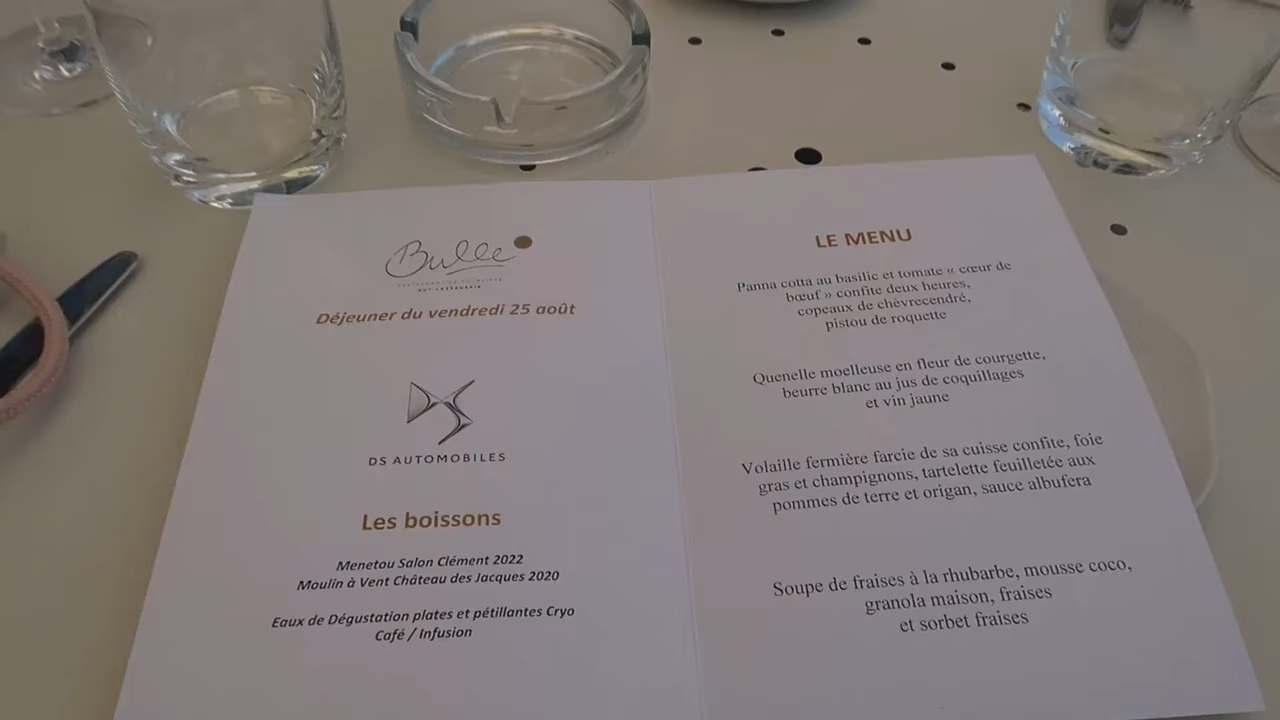 Bulle
Déjeuner du vendredi 25 août
DS AUTOMOBILES
Les boissons
Menetou Salon Clément 2022
Moulin à Vent Château des Jacques 2020
Eaux de Dégustation plates et pétillantes Cryo
Café / Infusion
LE MENU
Panna cotta au basilic et tomate « cœur de
bœuf » confite deux heures,
copeaux de chèvrecendré,
pistou de roquette
Quenelle moelleuse en fleur de courgette,
beurre blanc au jus de coquillages
et vin jaune
Volaille fermière farcie de sa cuisse confite, foie
gras et champignons, tartelette feuilletée aux
pommes de terre et origan, sauce albufera
Soupe de fraises à la rhubarbe, mousse coco,
granola maison, fraises
et sorbet fraises